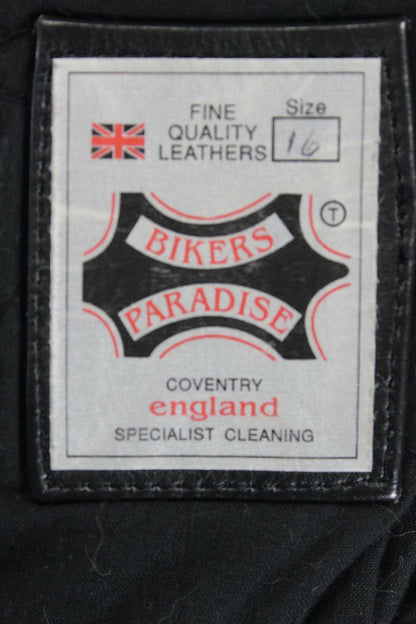 FINE
QUALITY
LEATHERS
Size
16
T
BIKERS
PARADISE
COVENTRY
england
SPECIALIST CLEANING